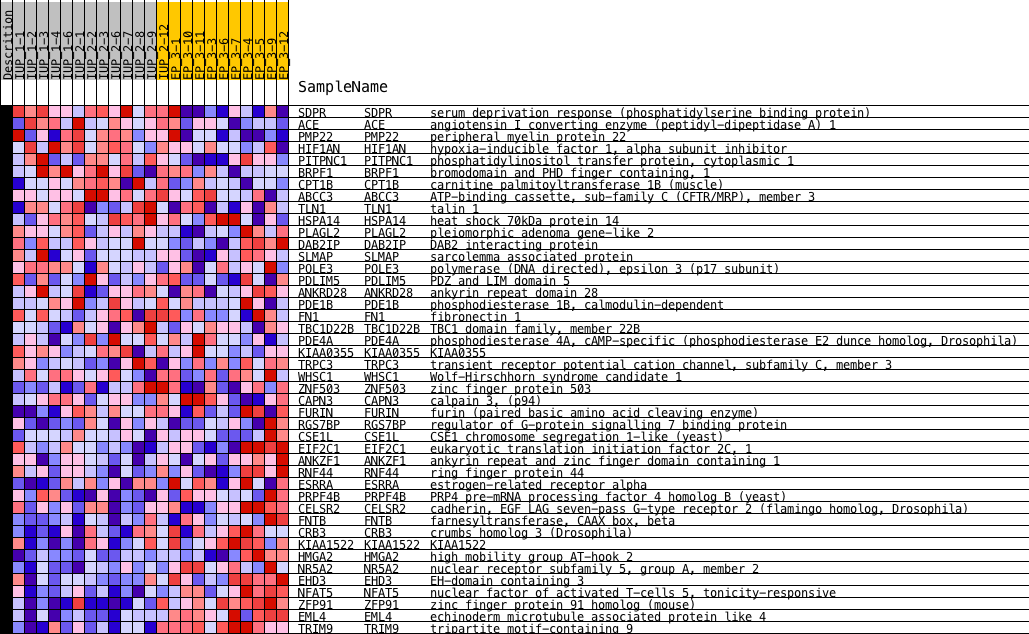 Descrition
IUP_1-1
IUP_1-2
IUP_1-3
IUP_1-4
IUP_1-6
IUP_2-1
IUP_2-2
IUP_2-3
IUP_2-6
IUP_2-7
IUP_2-8
IUP_2-9
IUP_2-12
EP_3-1
EP_3-10
EP_3-11
EP_3-3
EP_3-6
EP_3-7
EP_3-4
EP_3-5
EP_3-9
EP_3-12
SampleName
SDPR SDPR serum deprivation response (phosphatidylserine binding protein)
ACE ACE angiotensin I converting enzyme (peptidyl-dipeptidase A) 1
PMP22 PMP22 peripheral myelin protein 22
HIF1AN HIF1AN hypoxia-inducible factor 1, alpha subunit inhibitor
PITPNC1 PITPNC1 phosphatidylinositol transfer protein, cytoplasmic 1
BRPF1 BRPF1 bromodomain and PHD finger containing, 1
CPT1B CPT1B carnitine palmitoyltransferase 1B (muscle)
ABCC3 ABCC3 ATP-binding cassette, sub-family C (CFTR/MRP), member 3
TLN1 TLN1 talin 1
HSPA14 HSPA14 heat shock 70kDa protein 14
PLAGL2 PLAGL2 pleiomorphic adenoma gene-like 2
DAB2IP DAB2IP DAB2 interacting protein
SLMAP SLMAP sarcolemma associated protein
POLE3 POLE3 polymerase (DNA directed), epsilon 3 (p17 subunit)
PDLIM5 PDLIM5 PDZ and LIM domain 5
ANKRD28 ANKRD28 ankyrin repeat domain 28
PDE1B PDE1B phosphodiesterase 1B, calmodulin-dependent
FN1 FN1 fibronectin 1
TBC1D22B TBC1D22B TBC1 domain family, member 22B
PDE4A PDE4A phosphodiesterase 4A, cAMP-specific (phosphodiesterase E2 dunce homolog, Drosophila)
KIAA0355 KIAA0355 KIAA0355
TRPC3 TRPC3 transient receptor potential cation channel, subfamily C, member 3
WHSC1 WHSC1 Wolf-Hirschhorn syndrome candidate 1
ZNF503 ZNF503 zinc finger protein 503
CAPN3 CAPN3 calpain 3, (p94)
FURIN FURIN furin (paired basic amino acid cleaving enzyme)
RGS7BP RGS7BP regulator of G-protein signalling 7 binding protein
CSE1L CSE1L CSE1 chromosome segregation 1-like (yeast)
EIF2C1 EIF2C1 eukaryotic translation initiation factor 2C, 1
ANKZF1 ANKZF1 ankyrin repeat and zinc finger domain containing 1
RNF44 RNF44 ring finger protein 44
ESRRA ESRRA estrogen-related receptor alpha
PRPF4B PRPF4B PRP4 pre-mRNA processing factor 4 homolog B (yeast)
CELSR2 CELSR2 cadherin, EGF LAG seven-pass G-type receptor 2 (flamingo homolog, Drosophila)
FNTB FNTB farnesyltransferase, CAAX box, beta
CRB3 CRB3 crumbs homolog 3 (Drosophila)
KIAA1522 KIAA1522 KIAA1522
HMGA2 HMGA2 high mobility group AT-hook 2
NR5A2 NR5A2 nuclear receptor subfamily 5, group A, member 2
EHD3 EHD3 EH-domain containing 3
NFAT5 NFAT5 nuclear factor of activated T-cells 5, tonicity-responsive
ZFP91 ZFP91 zinc finger protein 91 homolog (mouse)
EML4 EML4 echinoderm microtubule associated protein like 4
TRIM9 TRIM9 tripartite motif-containing 9